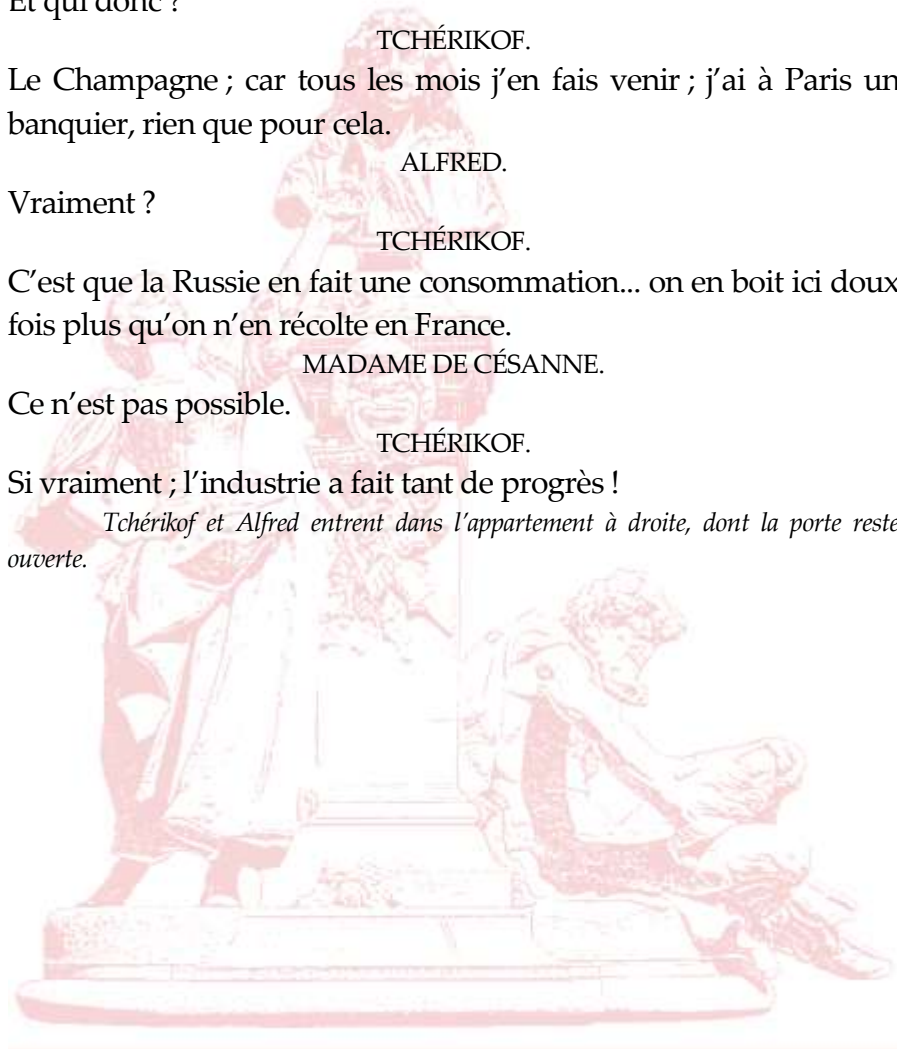 Et qui donc ?
TCHÉRIKOF.
Le Champagne ; car tous les mois j’en fais venir ; j’ai à Paris un
banquier, rien que pour cela.
ALFRED.
Vraiment ?
TCHÉRIKOF.
C’est que la Russie en fait une consommation... on en boit ici doux
fois plus qu’on n’en récolte en France.
MADAME DE CÉSANNE.
Ce n’est pas possible.
TCHÉRIKOF.
Si vraiment ; l’industrie a fait tant de progrès !
Tchérikof et Alfred entrent dans l’appartement à droite, dont la porte reste
ouverte.